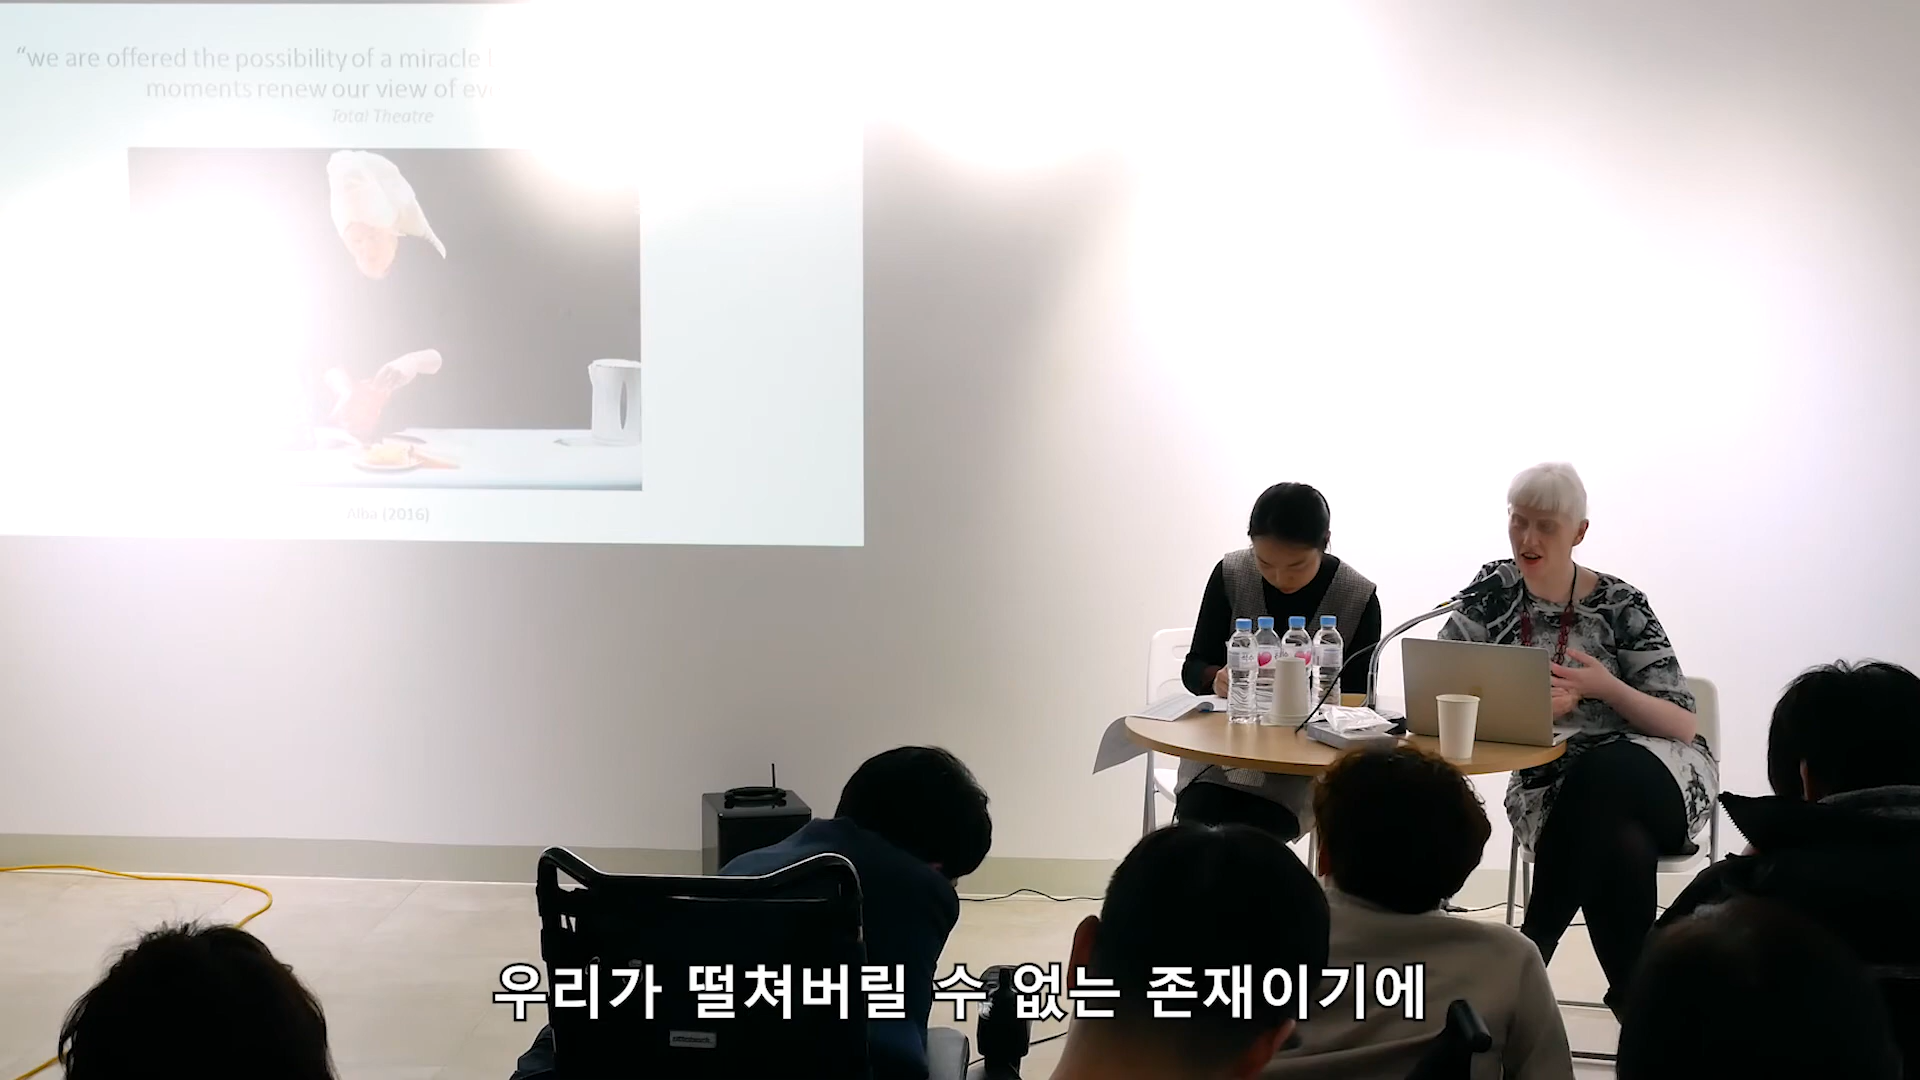 “we are offered the possibility of a miracle
moments renew our view of
Total Theatre
Alba (2016)
우리가 떨쳐버릴 수 없는 존재이기에